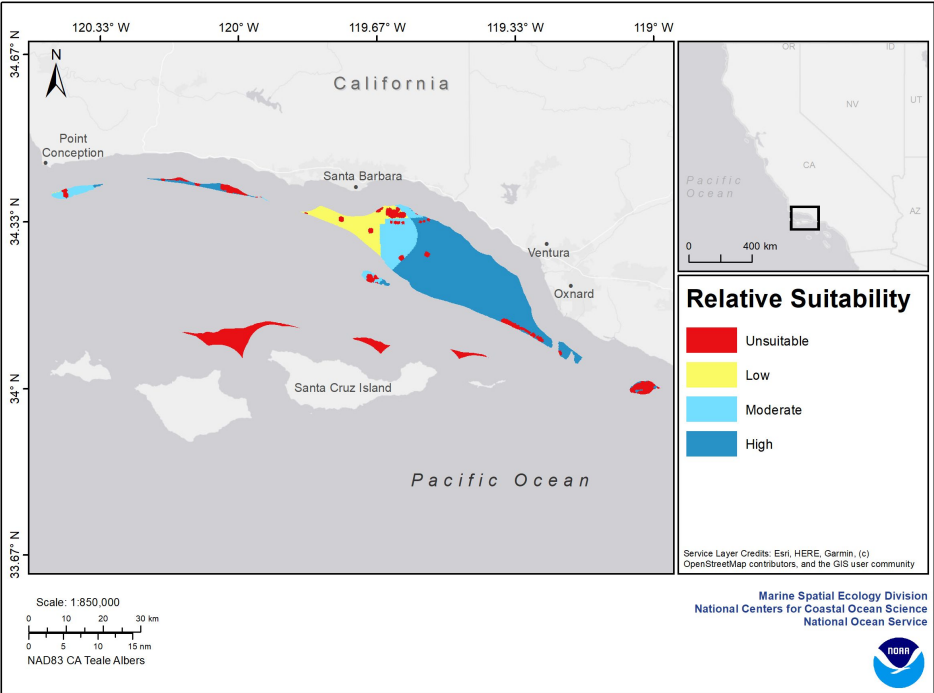 120.33° W
120° W
119.67° W
119.33° W
119° W
34.67° N
34.33° N
34° N
33.67° N
N
California
Point
Conception
Santa Barbara
Ventura
Oxnard
Santa Cruz Island
Pacific Ocean
OR
ID
NV
UT
CA
AZ
Pacific
Ocean
0 400 km
Relative Suitability
Unsuitable
Low
Moderate
High
Service Layer Credits: Esri, HERE, Garmin, (c)
OpenStreetMap contributors, and the GIS user community
Scale: 1:850,000
0 10 20 30 km
0 5 10 15 nm
NAD83 CA Teale Albers
Marine Spatial Ecology Division
National Centers for Coastal Ocean Science
National Ocean Service
NOAA